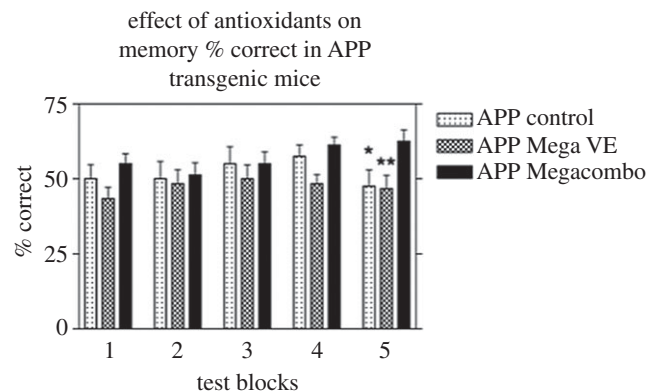 effect of antioxidants on
memory % correct in APP
transgenic mice
75
50
25
0
% correct
* **
1 2 3 4 5
test blocks
APP control
APP Mega VE
APP Megacombo